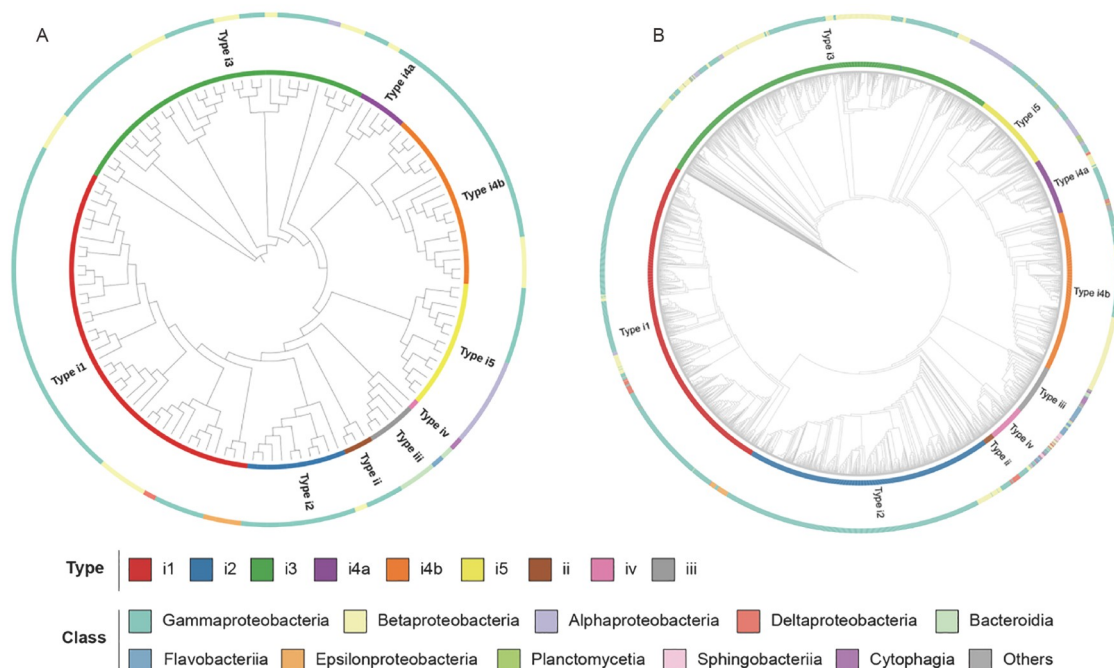 A
Type i3
Type i4a
Type i4b
Type i5
Type iv
Type iii
Type ii
Type i2
Type i1
B
Type i3
Type i5
Type i4a
Type i4b
Type iii
Type iv
Type ii
Type i2
Type i1
Type i1 i2 i3 i4a i4b i5 ii iv iii
Class Gammaproteobacteria Betaproteobacteria Alphaproteobacteria Deltaproteobacteria Bacteroidia
Flavobacteriia Epsilonproteobacteria Planctomycetia Sphingobacteriia Cytophagia Others